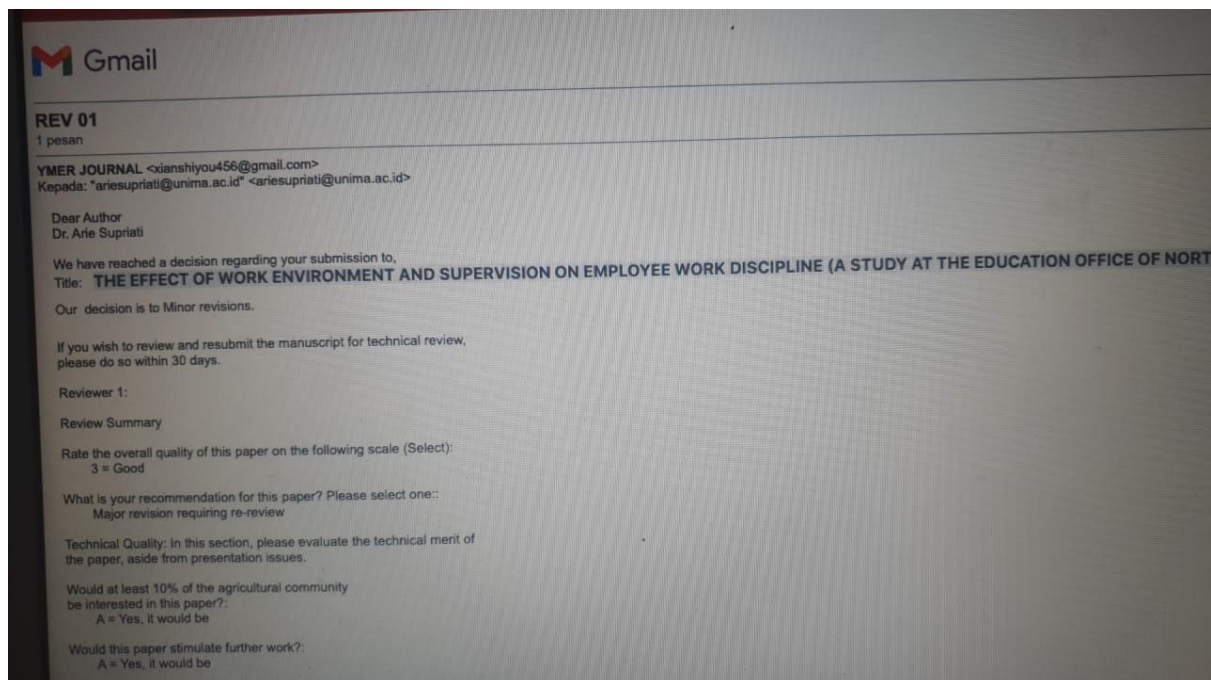 Gmail
REV 01
1 pesan
YMER JOURNAL <xianshiyou456@gmail.com>
Kepada: "ariesupriati@unima.ac.id" <ariesupriati@unima.ac.id>
Dear Author
Dr. Arie Supriati
We have reached a decision regarding your submission to,
Title: THE EFFECT OF WORK ENVIRONMENT AND SUPERVISION ON EMPLOYEE WORK DISCIPLINE (A STUDY AT THE EDUCATION OFFICE OF NORT
Our decision is to Minor revisions.
If you wish to review and resubmit the manuscript for technical review,
please do so within 30 days.
Reviewer 1:
Review Summary
Rate the overall quality of this paper on the following scale (Select):
3 = Good
What is your recommendation for this paper? Please select one::
Major revision requiring re-review
Technical Quality: In this section, please evaluate the technical merit of
the paper, aside from presentation issues.
Would at least 10% of the agricultural community
be interested in this paper?:
A = Yes, it would be
Would this paper stimulate further work?:
A = Yes, it would be